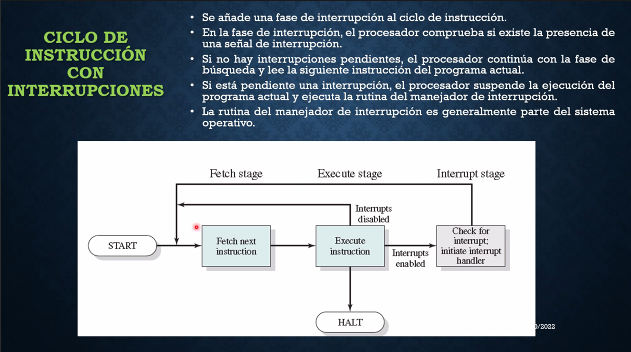 CICLO DE
INSTRUCCIÓN
CON
INTERRUPCIONES
• Se añade una fase de interrupción al ciclo de instrucción.
• En la fase de interrupción, el procesador comprueba si existe la presencia de
una señal de interrupción.
• Si no hay interrupciones pendientes, el procesador continúa con la fase de
búsqueda y lee la siguiente instrucción del programa actual.
• Si está pendiente una interrupción, el procesador suspende la ejecución del
programa actual y ejecuta la rutina del manejador de interrupción.
• La rutina del manejador de interrupción es generalmente parte del sistema
operativo.
Fetch stage
Execute stage
Interrupt stage
START
Fetch next
instruction
Execute
instruction
Interrupts
disabled
Interrupts
enabled
Check for
interrupt;
initiate interrupt
handler
HALT
/2022